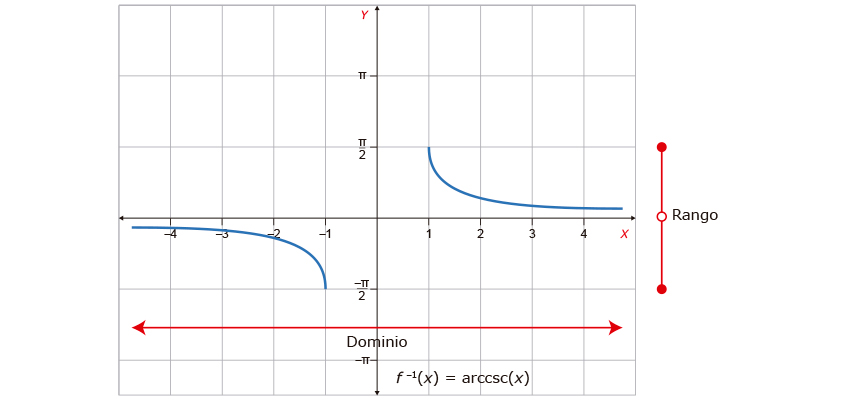 Y
π
π
2
Rango
−4 −3 −2 −1 1 2 3 4 X
−π
2
Dominio
−π
f ⁻¹(x) = arccsc(x)